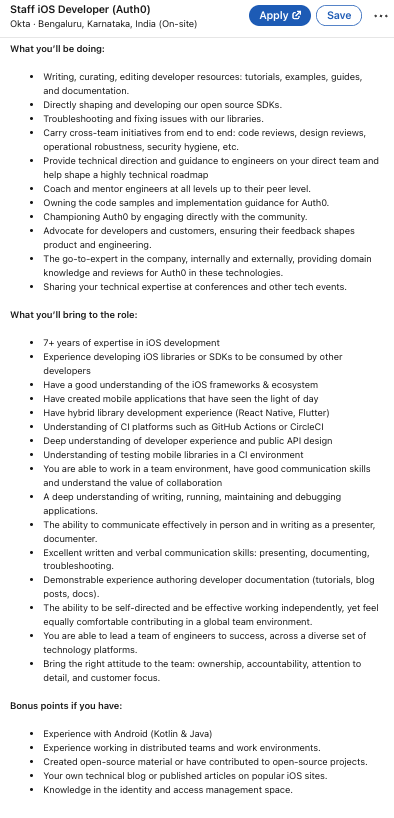 Staff iOS Developer (Auth0)
Okta · Bengaluru, Karnataka, India (On-site)
Apply
Save
What you'll be doing:
• Writing, curating, editing developer resources: tutorials, examples, guides,
and documentation.
• Directly shaping and developing our open source SDKs.
• Troubleshooting and fixing issues with our libraries.
• Carry cross-team initiatives from end to end: code reviews, design reviews,
operational robustness, security hygiene, etc.
• Provide technical direction and guidance to engineers on your direct team and
help shape a highly technical roadmap
• Coach and mentor engineers at all levels up to their peer level.
• Owning the code samples and implementation guidance for Auth0.
• Championing Auth0 by engaging directly with the community.
• Advocate for developers and customers, ensuring their feedback shapes
product and engineering.
• The go-to-expert in the company, internally and externally, providing domain
knowledge and reviews for Auth0 in these technologies.
• Sharing your technical expertise at conferences and other tech events.
What you'll bring to the role:
• 7+ years of expertise in iOS development
• Experience developing iOS libraries or SDKs to be consumed by other
developers
• Have a good understanding of the iOS frameworks & ecosystem
• Have created mobile applications that have seen the light of day
• Have hybrid library development experience (React Native, Flutter)
• Understanding of CI platforms such as GitHub Actions or CircleCI
• Deep understanding of developer experience and public API design
• Understanding of testing mobile libraries in a CI environment
• You are able to work in a team environment, have good communication skills
and understand the value of collaboration
• A deep understanding of writing, running, maintaining and debugging
applications.
• The ability to communicate effectively in person and in writing as a presenter,
documenter.
• Excellent written and verbal communication skills: presenting, documenting,
troubleshooting.
• Demonstrable experience authoring developer documentation (tutorials, blog
posts, docs).
• The ability to be self-directed and be effective working independently, yet feel
equally comfortable contributing in a global team environment.
• You are able to lead a team of engineers to success, across a diverse set of
technology platforms.
• Bring the right attitude to the team: ownership, accountability, attention to
detail, and customer focus.
Bonus points if you have:
• Experience with Android (Kotlin & Java)
• Experience working in distributed teams and work environments.
• Created open-source material or have contributed to open-source projects.
• Your own technical blog or published articles on popular iOS sites.
• Knowledge in the identity and access management space.